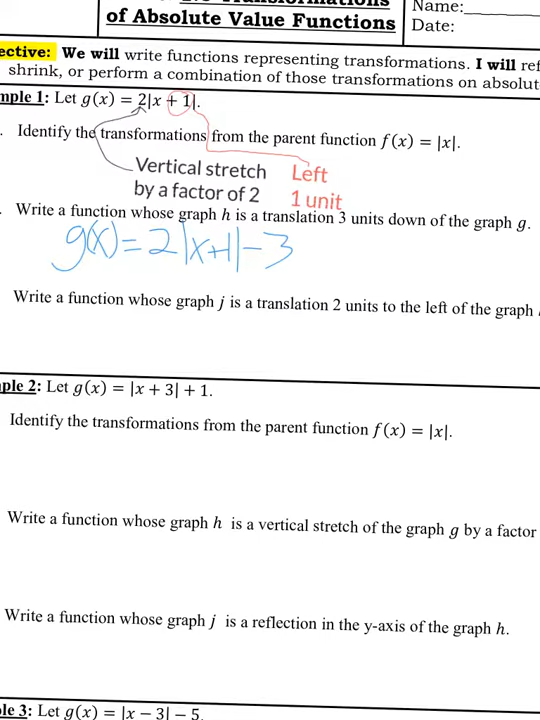 of Absolute Value Functions
Name:
Date:
ective: We will write functions representing transformations. I will ref
shrink, or perform a combination of those transformations on absolut
mple 1: Let g(x) = 2|x + 1|.
. Identify the transformations from the parent function f(x) = |x|.
Vertical stretch
by a factor of 2
Left
1 unit
. Write a function whose graph h is a translation 3 units down of the graph g.
g(x) = 2|x+1| - 3
Write a function whose graph j is a translation 2 units to the left of the graph
ple 2: Let g(x) = |x + 3| + 1.
Identify the transformations from the parent function f(x) = |x|.
Write a function whose graph h is a vertical stretch of the graph g by a factor
Write a function whose graph j is a reflection in the y-axis of the graph h.
le 3: Let g(x) = |x − 3| − 5.